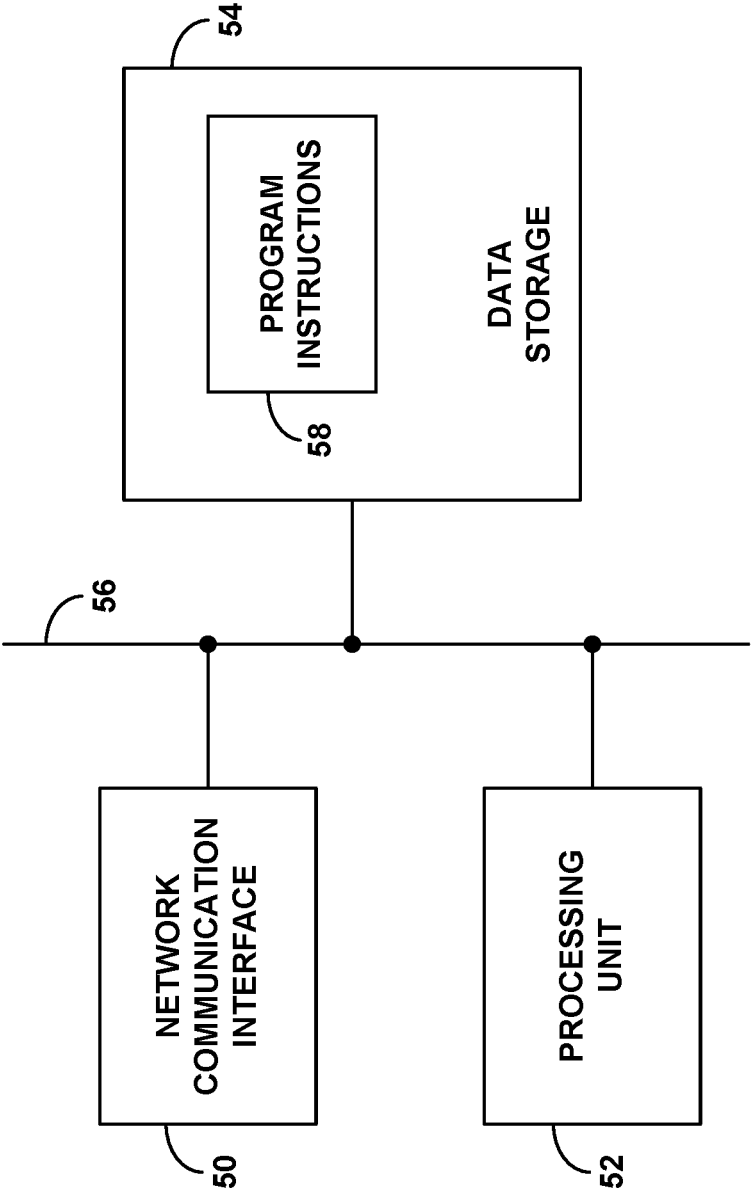 50
NETWORK
COMMUNICATION
INTERFACE
52
PROCESSING
UNIT
56
54
58
PROGRAM
INSTRUCTIONS
DATA
STORAGE